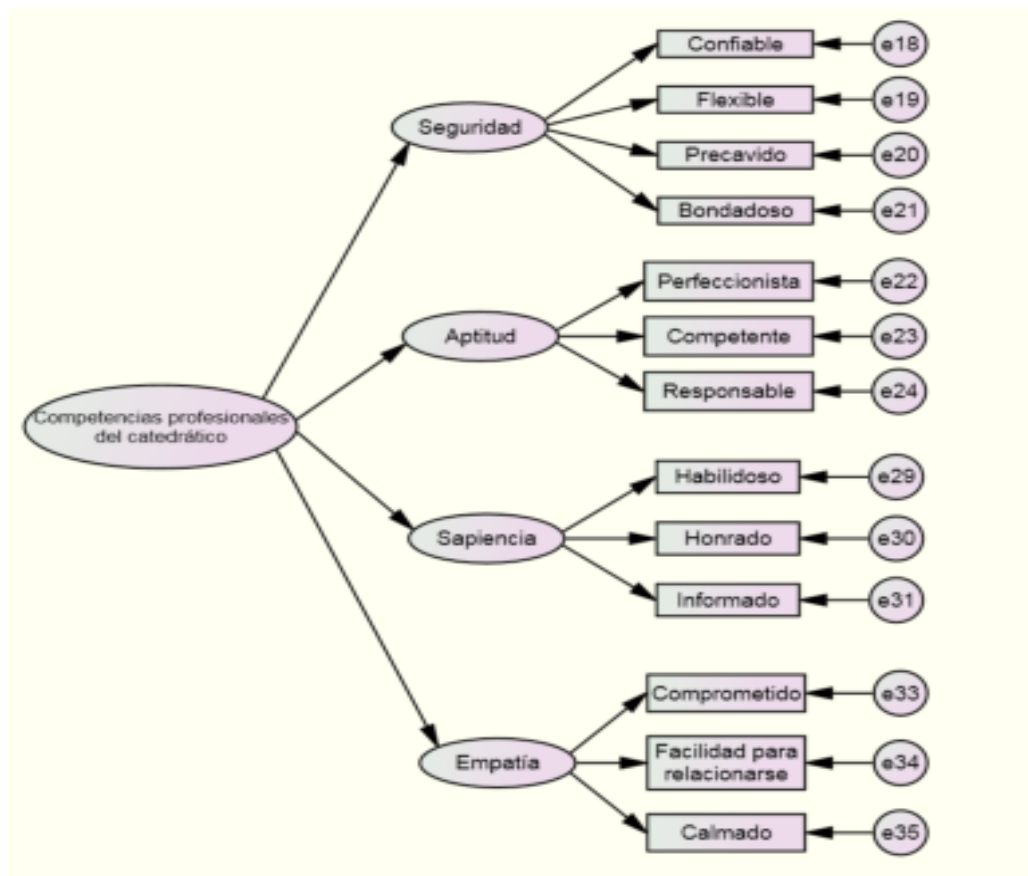 Confiable
e18
Flexible
e19
Seguridad
Precavido
e20
Bondadoso
e21
Perfeccionista
e22
Aptitud
Competente
e23
Responsable
e24
Competencias profesionales
del catedrático
Habilidoso
e29
Sapiencia
Honrado
e30
Informado
e31
Comprometido
e33
Empatía
Facilidad para
relacionarse
e34
Calmado
e35